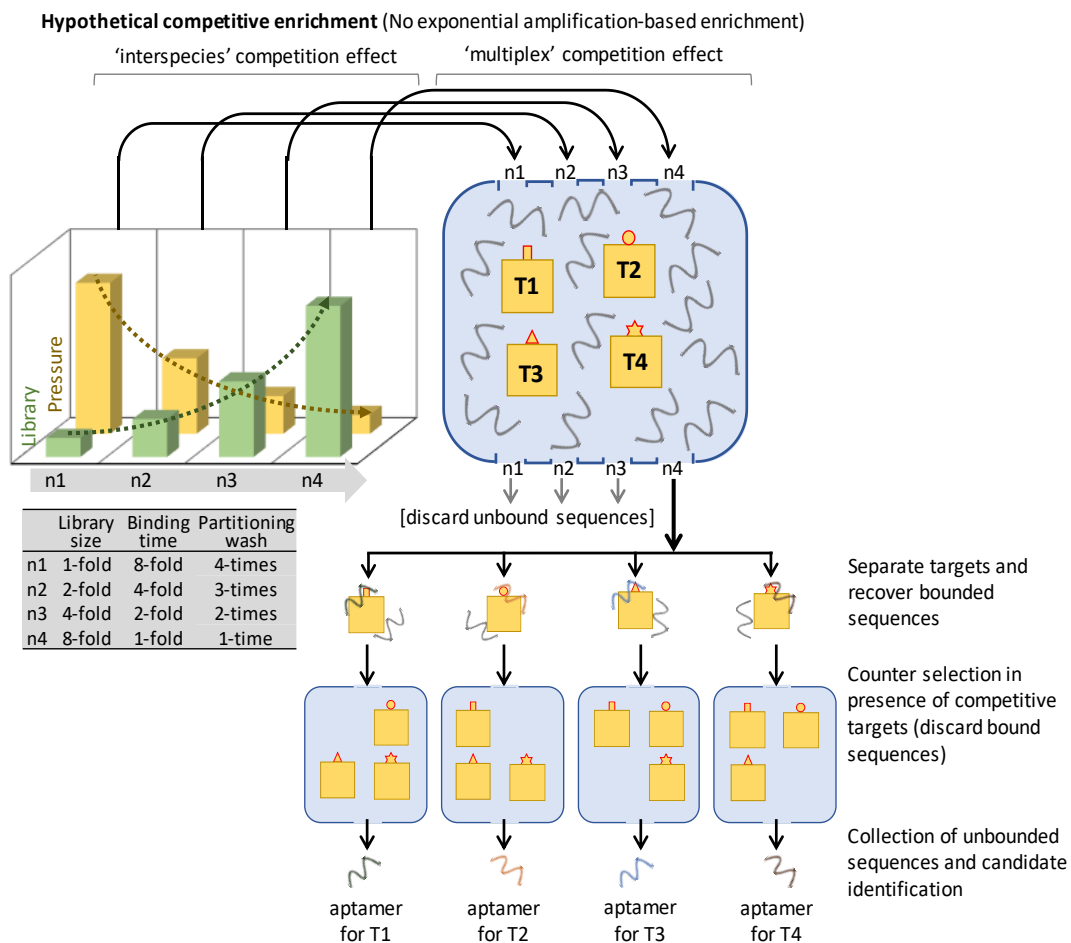 Hypothetical competitive enrichment (No exponential amplification-based enrichment)
'interspecies' competition effect
'multiplex' competition effect
n1 n2 n3 n4
T1
T2
T3
T4
Library
Pressure
n1 n2 n3 n4
n1 n2 n3 n4
[discard unbound sequences]
Library size Binding time Partitioning wash
n1 1-fold 8-fold 4-times
n2 2-fold 4-fold 3-times
n3 4-fold 2-fold 2-times
n4 8-fold 1-fold 1-time
Separate targets and
recover bounded
sequences
Counter selection in
presence of competitive
targets (discard bound
sequences)
Collection of unbounded
sequences and candidate
identification
aptamer
for T1
aptamer
for T2
aptamer
for T3
aptamer
for T4